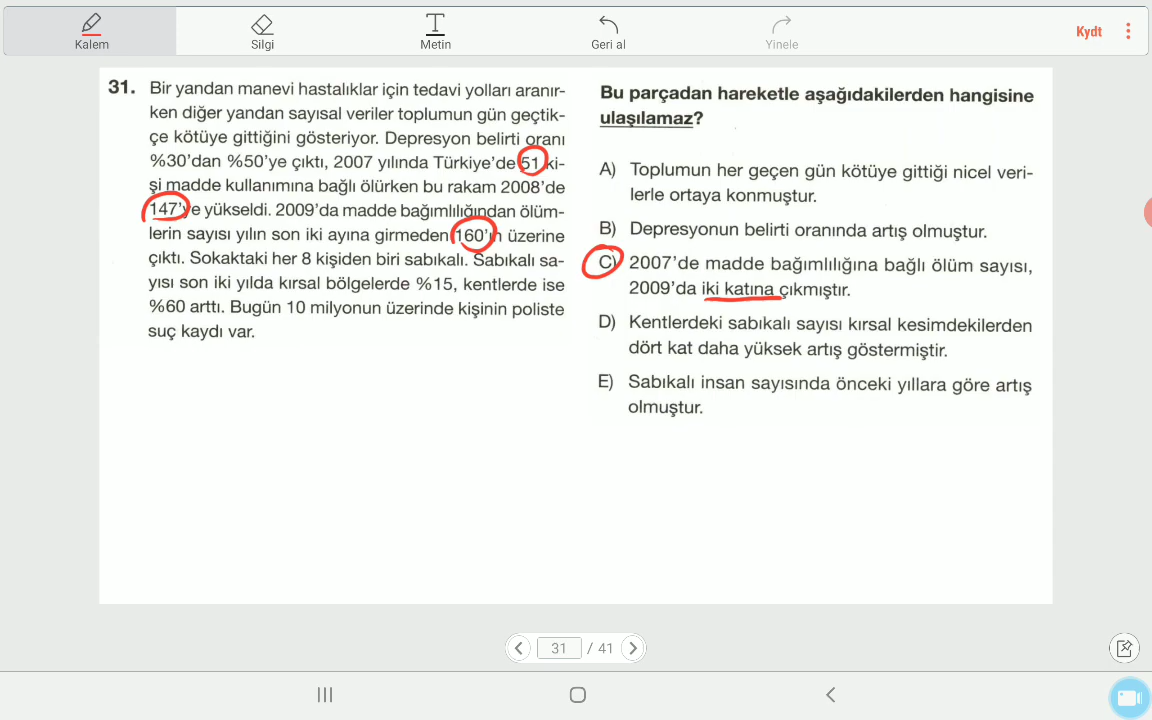 Kalem
Silgi
Metin
Geri al
Yinele
Kydt
31. Bir yandan manevi hastalıklar için tedavi yolları aranır-
ken diğer yandan sayısal veriler toplumun gün geçtik-
çe kötüye gittiğini gösteriyor. Depresyon belirti oranı
%30'dan %50'ye çıktı, 2007 yılında Türkiye'de 51 ki-
şi madde kullanımına bağlı ölürken bu rakam 2008'de
147'ye yükseldi. 2009'da madde bağımlılığından ölüm-
lerin sayısı yılın son iki ayına girmeden 160'ın üzerine
çıktı. Sokaktaki her 8 kişiden biri sabıkalı. Sabıkalı sa-
yısı son iki yılda kırsal bölgelerde %15, kentlerde ise
%60 arttı. Bugün 10 milyonun üzerinde kişinin poliste
suç kaydı var.
Bu parçadan hareketle aşağıdakilerden hangisine
ulaşılamaz?
A) Toplumun her geçen gün kötüye gittiği nicel veri-
lerle ortaya konmuştur.
B) Depresyonun belirti oranında artış olmuştur.
C) 2007'de madde bağımlılığına bağlı ölüm sayısı,
2009'da iki katına çıkmıştır.
D) Kentlerdeki sabıkalı sayısı kırsal kesimdekilerden
dört kat daha yüksek artış göstermiştir.
E) Sabıkalı insan sayısında önceki yıllara göre artış
olmuştur.
31 / 41